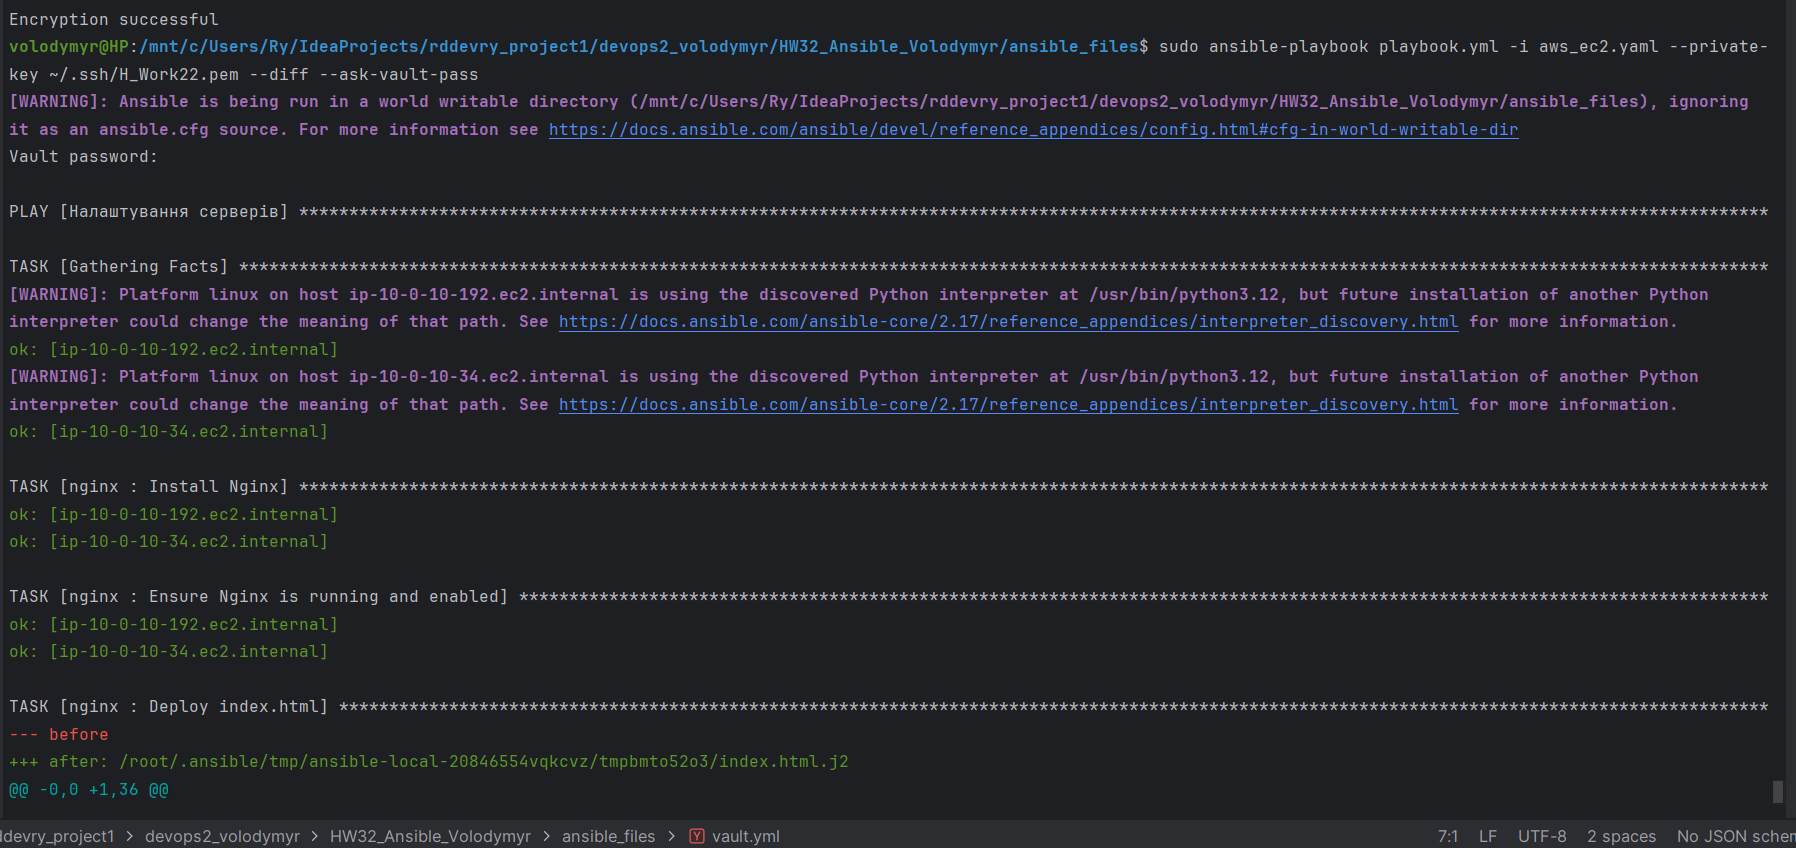 Encryption successful
volodymyr@HP:/mnt/c/Users/Ry/IdeaProjects/rddevry_project1/devops2_volodymyr/HW32_Ansible_Volodymyr/ansible_files$ sudo ansible-playbook playbook.yml -i aws_ec2.yaml --private-
key ~/.ssh/H_Work22.pem --diff --ask-vault-pass
[WARNING]: Ansible is being run in a world writable directory (/mnt/c/Users/Ry/IdeaProjects/rddevry_project1/devops2_volodymyr/HW32_Ansible_Volodymyr/ansible_files), ignoring
it as an ansible.cfg source. For more information see https://docs.ansible.com/ansible/devel/reference_appendices/config.html#cfg-in-world-writable-dir
Vault password:
PLAY [Налаштування серверів] ***************************************************************************************************************************************************
TASK [Gathering Facts] *********************************************************************************************************************************************************
[WARNING]: Platform linux on host ip-10-0-10-192.ec2.internal is using the discovered Python interpreter at /usr/bin/python3.12, but future installation of another Python
interpreter could change the meaning of that path. See https://docs.ansible.com/ansible-core/2.17/reference_appendices/interpreter_discovery.html for more information.
ok: [ip-10-0-10-192.ec2.internal]
[WARNING]: Platform linux on host ip-10-0-10-34.ec2.internal is using the discovered Python interpreter at /usr/bin/python3.12, but future installation of another Python
interpreter could change the meaning of that path. See https://docs.ansible.com/ansible-core/2.17/reference_appendices/interpreter_discovery.html for more information.
ok: [ip-10-0-10-34.ec2.internal]
TASK [nginx : Install Nginx] ***************************************************************************************************************************************************
ok: [ip-10-0-10-192.ec2.internal]
ok: [ip-10-0-10-34.ec2.internal]
TASK [nginx : Ensure Nginx is running and enabled] *****************************************************************************************************************************
ok: [ip-10-0-10-192.ec2.internal]
ok: [ip-10-0-10-34.ec2.internal]
TASK [nginx : Deploy index.html] ***********************************************************************************************************************************************
--- before
+++ after: /root/.ansible/tmp/ansible-local-20846554vqkcvz/tmpbmto52o3/index.html.j2
@@ -0,0 +1,36 @@
ddevry_project1 > devops2_volodymyr > HW32_Ansible_Volodymyr > ansible_files > Y vault.yml 7:1 LF UTF-8 2 spaces No JSON schem